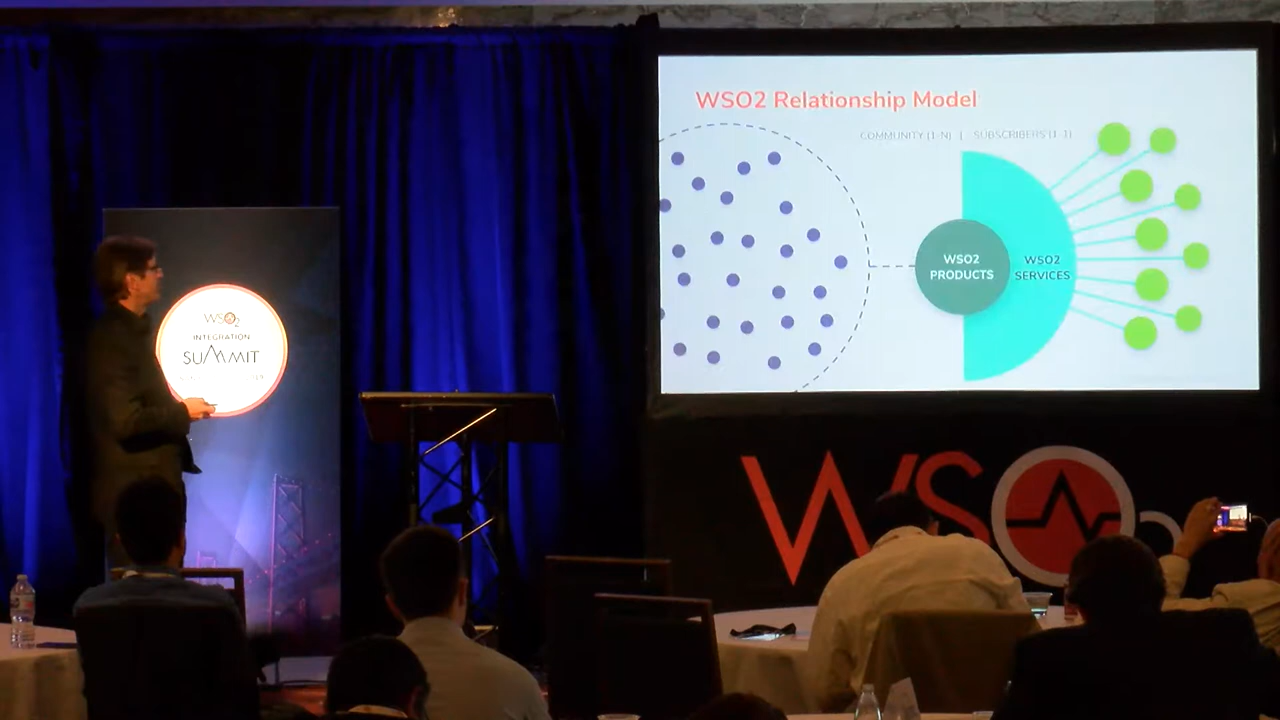 WSO2 Relationship Model
COMMUNITY (1-N) | SUBSCRIBERS (1-1)
WSO2
PRODUCTS
WSO2
SERVICES
WSO2
INTEGRATION
SUMMIT
WSO2